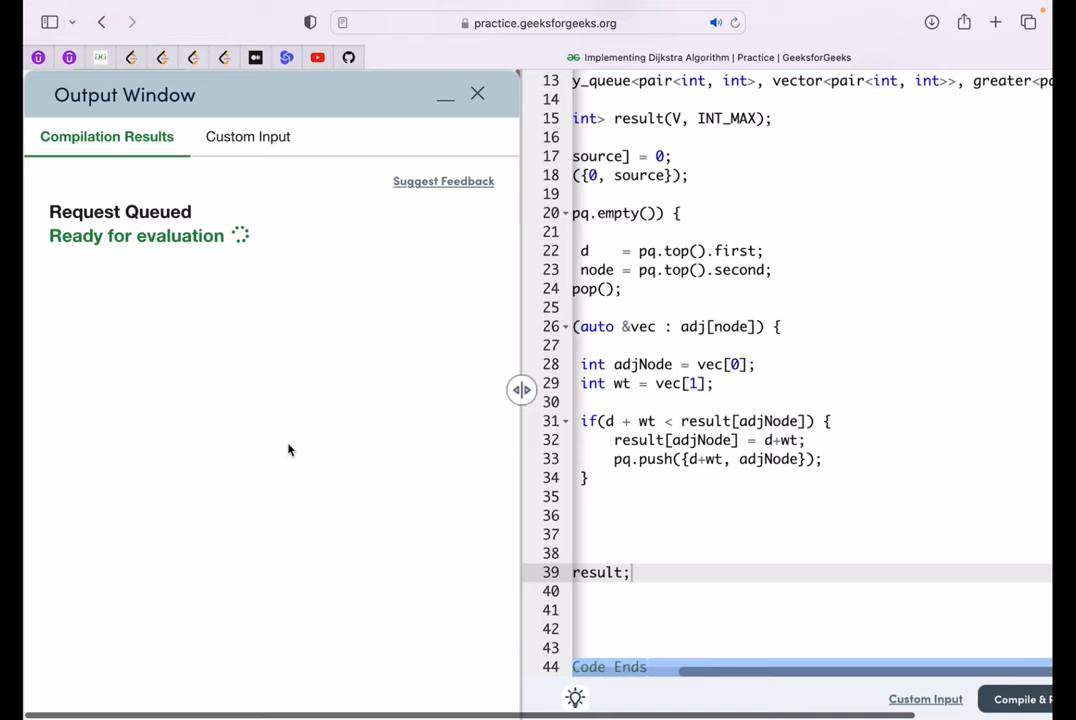 practice.geeksforgeeks.org
Implementing Dijkstra Algorithm | Practice | GeeksforGeeks
Output Window
Compilation Results
Custom Input
Suggest Feedback
Request Queued
Ready for evaluation
13 y_queue<pair<int, int>, vector<pair<int, int>>, greater<pa
14
15 int> result(V, INT_MAX);
16
17 source] = 0;
18 ({0, source});
19
20 pq.empty()) {
21
22 d    = pq.top().first;
23 node = pq.top().second;
24 pop();
25
26 (auto &vec : adj[node]) {
27
28 int adjNode = vec[0];
29 int wt = vec[1];
30
31 if(d + wt < result[adjNode]) {
32 result[adjNode] = d+wt;
33 pq.push({d+wt, adjNode});
34 }
35
36
37
38
39 result;
40
41
42
43
44 Code Ends
Custom Input
Compile & R